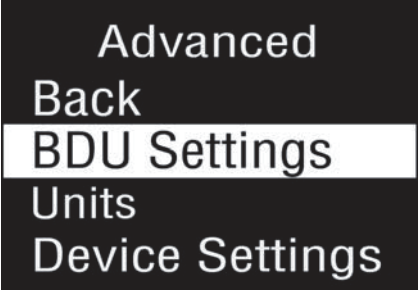 Advanced
Back
BDU Settings
Units
Device Settings